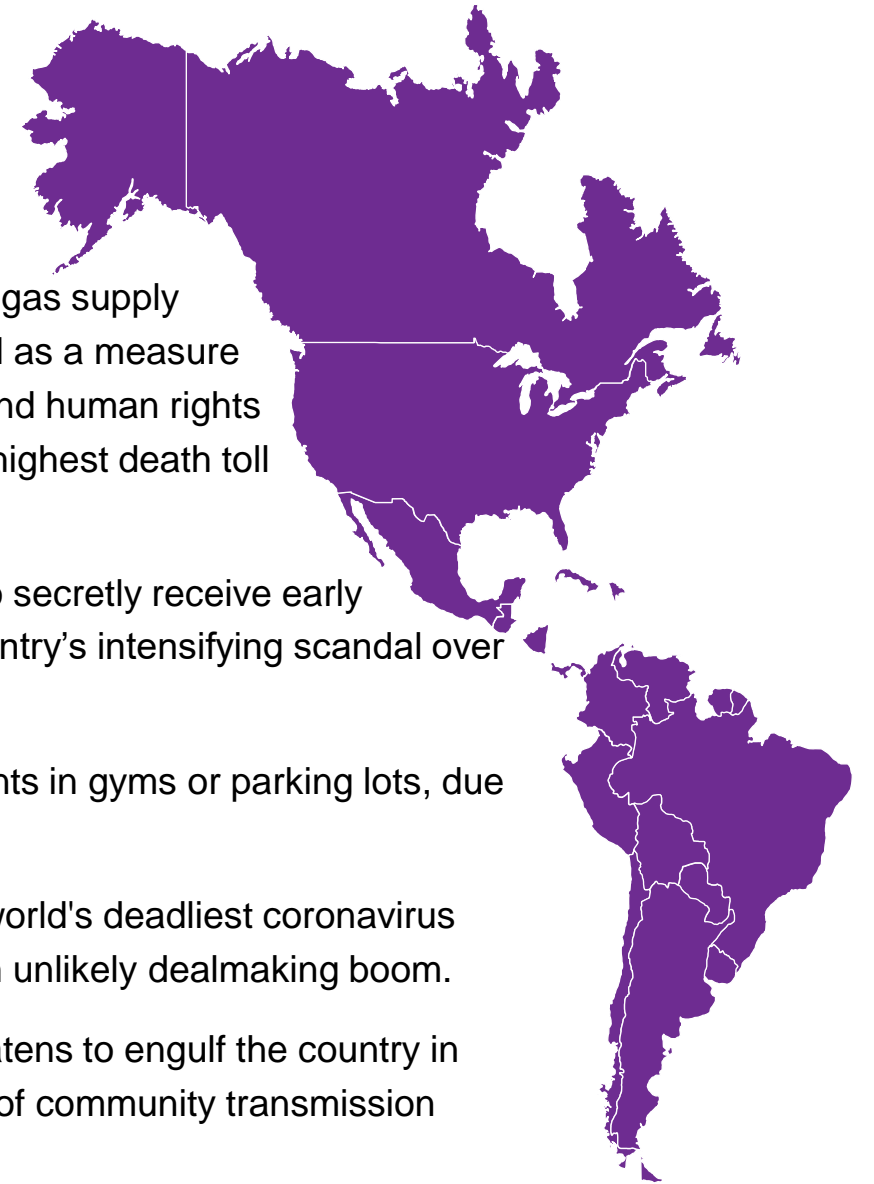 gas supply
as a measure
nd human rights
highest death toll
secretly receive early
ntry’s intensifying scandal over
nts in gyms or parking lots, due
world's deadliest coronavirus
unlikely dealmaking boom.
atens to engulf the country in
of community transmission